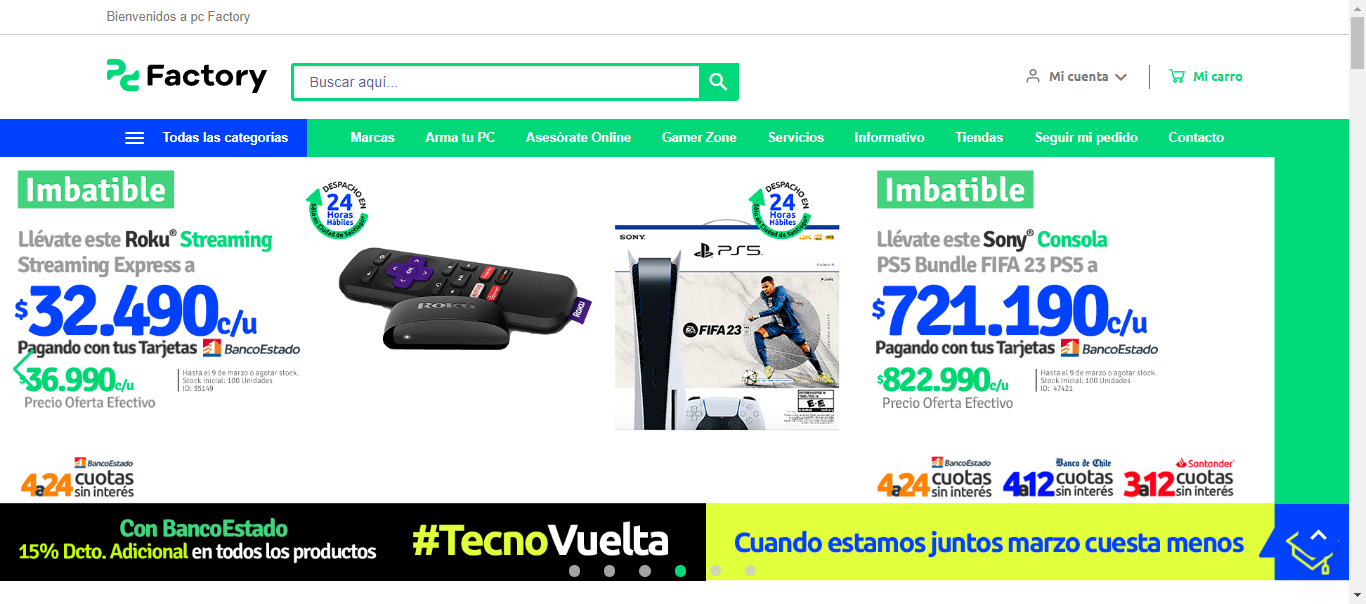 Bienvenidos a pc Factory
Factory
Buscar aquí...
Mi cuenta
Mi carro
Todas las categorías
Marcas
Arma tu PC
Asesórate Online
Gamer Zone
Servicios
Informativo
Tiendas
Seguir mi pedido
Contacto
Imbatible
Llévate este Roku® Streaming
Streaming Express a
$32.490c/u
Pagando con tus Tarjetas BancoEstado
$36.990c/u
Precio Oferta Efectivo
Hasta el 9 de marzo o agotar stock.
Stock Inicial: 100 Unidades
ID: 35149
4a24 cuotas
sin interés
BancoEstado
DESPACHO EN
24
Horas
Hábiles
Sólo en Ciudad de Santiago
OK
ROKU
ROKU
DESPACHO EN
24
Horas
Hábiles
Sólo en Ciudad de Santiago
SONY
4K
PS5
EA FIFA 23
Imbatible
Llévate este Sony® Consola
PS5 Bundle FIFA 23 PS5 a
$721.190c/u
Pagando con tus Tarjetas BancoEstado
$822.990c/u
Precio Oferta Efectivo
Hasta el 9 de marzo o agotar stock.
Stock Inicial: 100 Unidades
ID: 47421
BancoEstado
4a24 cuotas
sin interés
Banco de Chile
4a12 cuotas
sin interés
Santander
3a12 cuotas
sin interés
Con BancoEstado
15% Dcto. Adicional en todos los productos
#TecnoVuelta
Cuando estamos juntos marzo cuesta menos